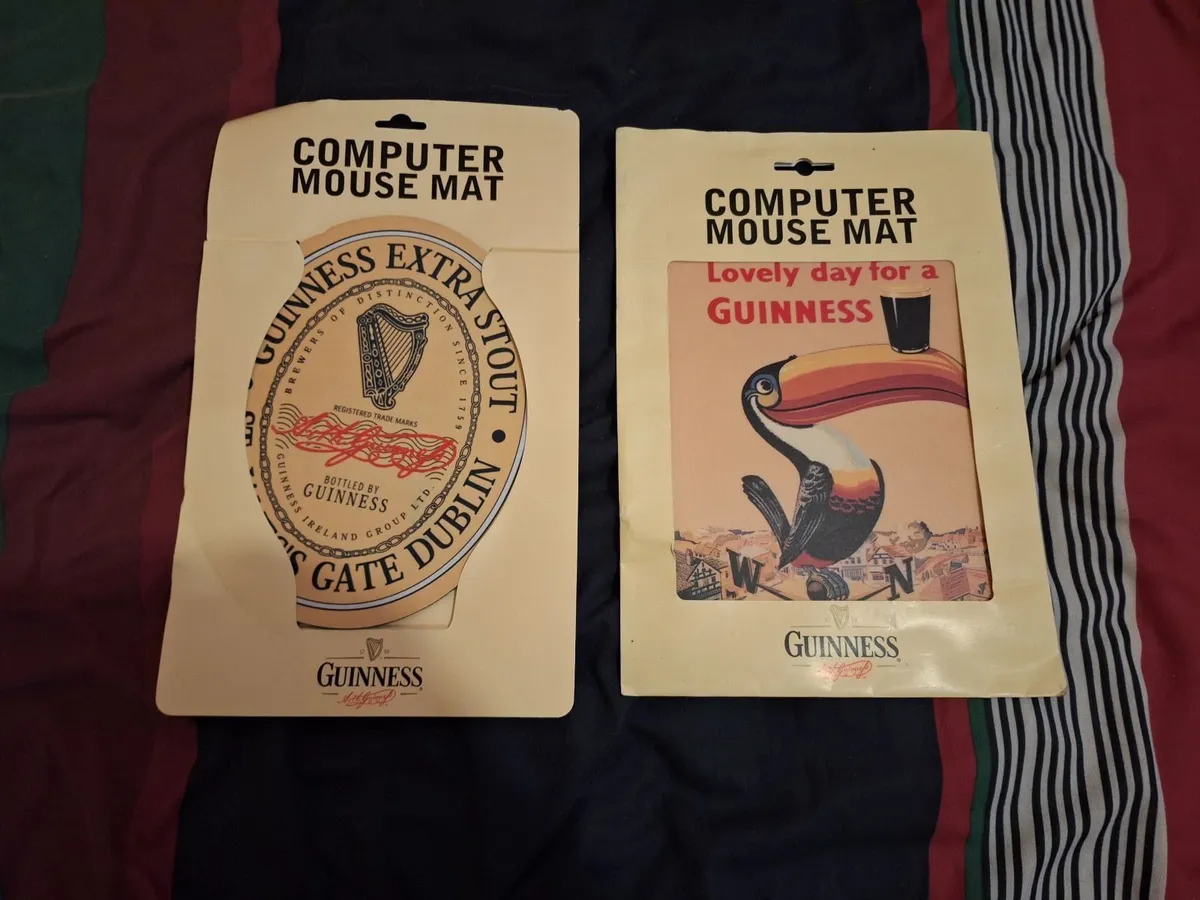 COMPUTER
MOUSE MAT
GUINNESS EXTRA STOUT
GATE DUBLIN
BREWERS OF DISTINCTION SINCE 1759
REGISTERED TRADE MARKS
BOTTLED BY
GUINNESS
GUINNESS IRELAND GROUP LTD.
GUINNESS
COMPUTER
MOUSE MAT
Lovely day for a
GUINNESS
W N
GUINNESS